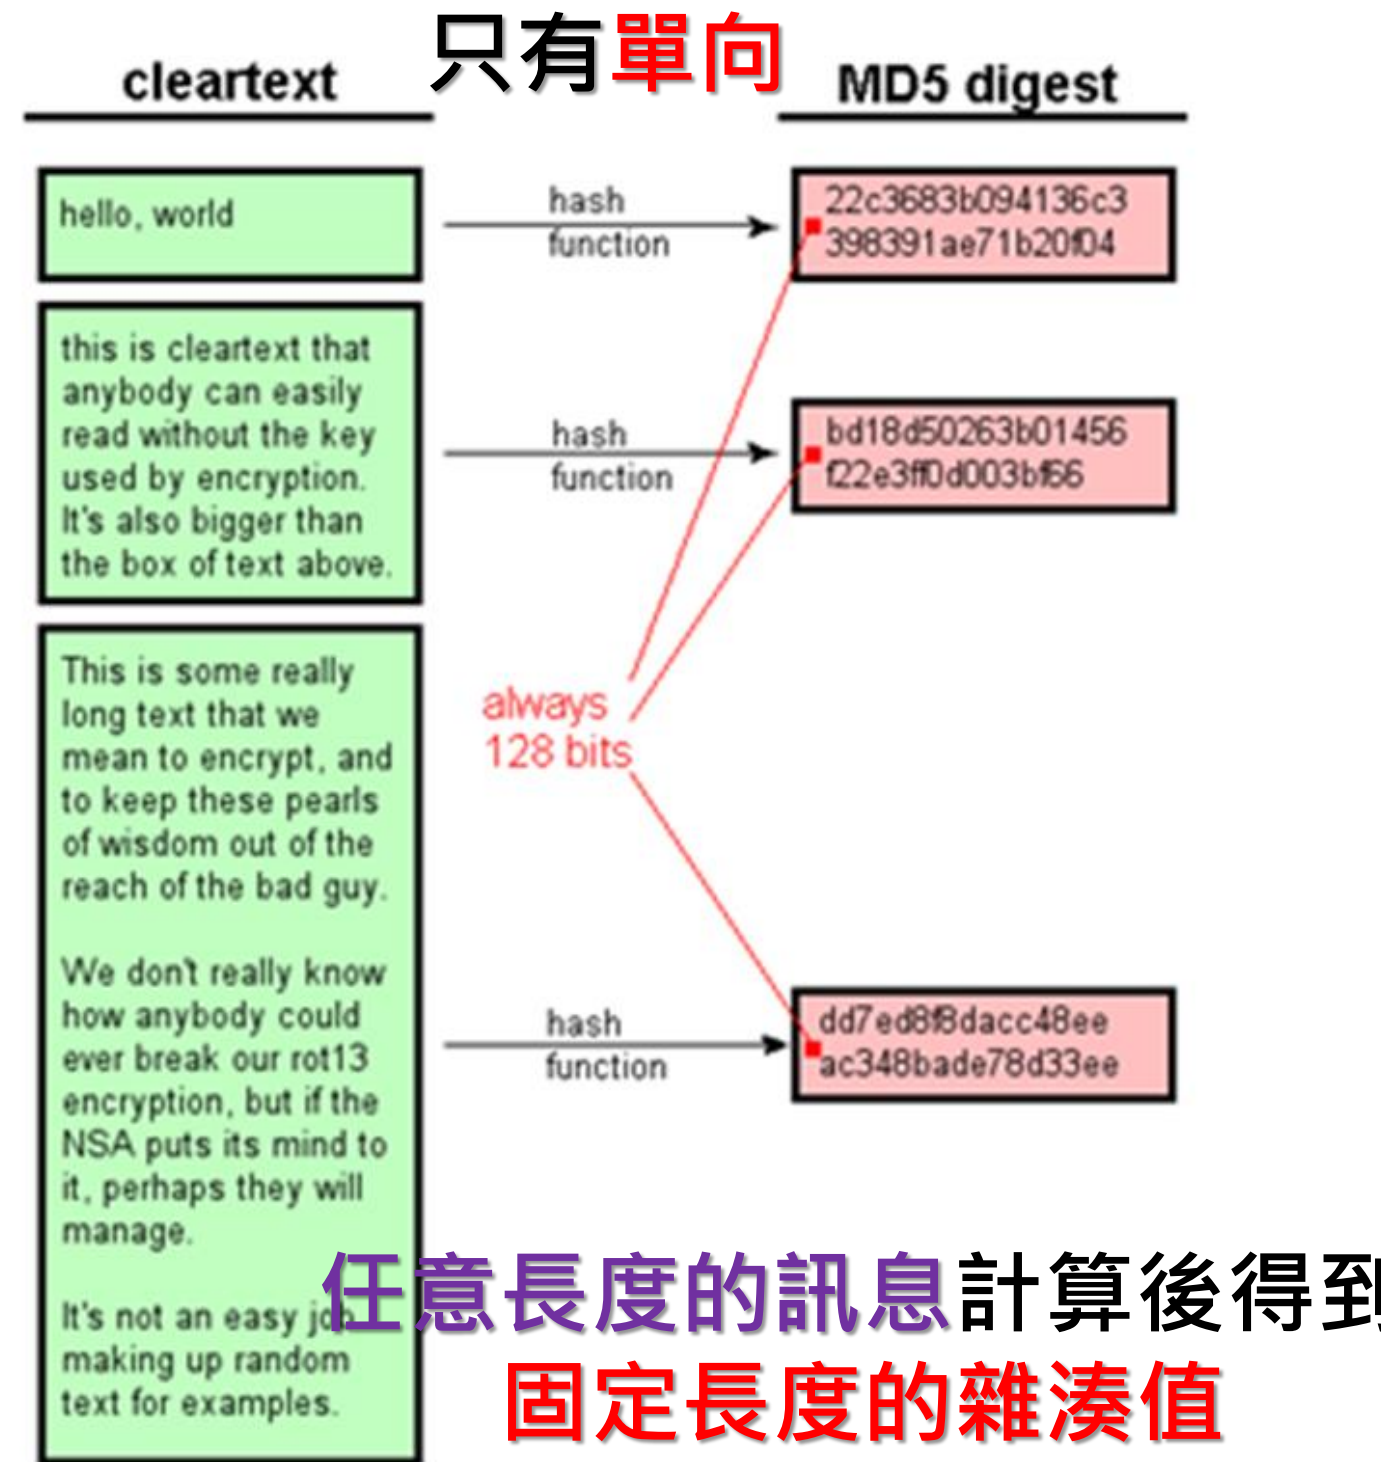 只有單向
cleartext
MD5 digest
hello, world
hash
function
22c3683b094136c3
398391ae71b20f04
this is cleartext that
anybody can easily
read without the key
used by encryption.
It's also bigger than
the box of text above.
hash
function
bd18d50263b01456
f22e3ff0d003bf66
always
128 bits
This is some really
long text that we
mean to encrypt, and
to keep these pearls
of wisdom out of the
reach of the bad guy.
We don't really know
how anybody could
ever break our rot13
encryption, but if the
NSA puts its mind to
it, perhaps they will
manage.
It's not an easy job
making up random
text for examples.
hash
function
dd7ed8f8dacc48ee
ac348bade78d33ee
任意長度的訊息計算後得到
固定長度的雜湊值